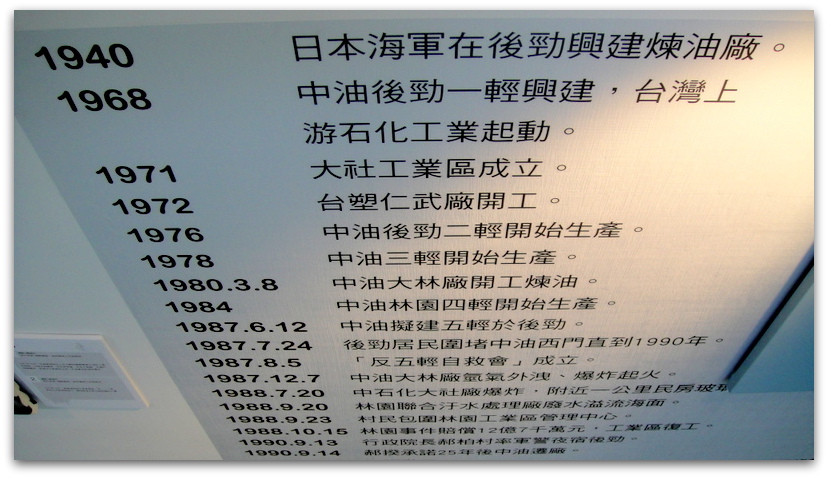 1940 日本海軍在後勁興建煉油廠。
1968 中油後勁一輕興建，台灣上
游石化工業起動。
1971 大社工業區成立。
1972 台塑仁武廠開工。
1976 中油後勁二輕開始生產。
1978 中油三輕開始生產。
1980.3.8 中油大林廠開工煉油。
1984 中油林園四輕開始生產。
1987.6.12 中油擬建五輕於後勁。
1987.7.24 後勁居民圍堵中油西門直到1990年。
1987.8.5 「反五輕自救會」成立。
1987.12.7 中油大林廠氫氣外洩、爆炸起火。
1988.7.20 中石化大社廠爆炸，附近一公里民房玻璃
1988.9.20 林園聯合汙水處理廠廢水溢流海面。
1988.9.23 村民包圍林園工業區管理中心。
1988.10.15 林園事件賠償12億7千萬元，工業區復工。
1990.9.13 行政院長郝柏村率軍警夜宿後勁。
1990.9.14 郝揆承諾25年後中油遷廠。